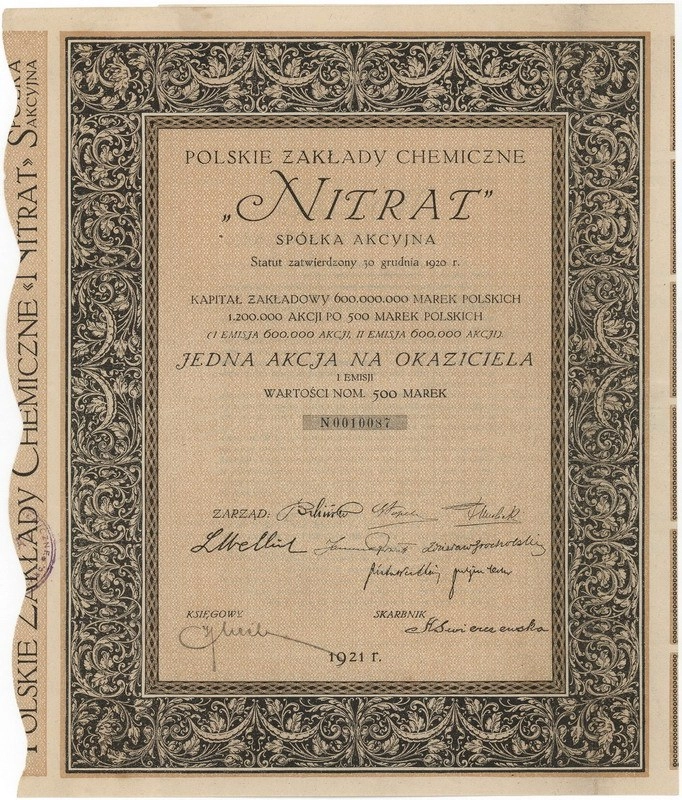 POLSKIE ZAKŁADY CHEMICZNE
„NITRAT”
SPÓŁKA AKCYJNA
Statut zatwierdzony 30 grudnia 1920 r.
KAPITAŁ ZAKŁADOWY 600.000.000 MAREK POLSKICH
1.200.000 AKCJI PO 500 MAREK POLSKICH
(I EMISJA 600.000 AKCJI, II EMISJA 600.000 AKCJI).
JEDNA AKCJA NA OKAZICIELA
I EMISJI
WARTOŚCI NOM. 500 MAREK
N0010087
ZARZĄD:
KSIĘGOWY
SKARBNIK
1921 r.
POLSKIE ZAKŁADY CHEMICZNE «NITRAT» SPÓŁKA AKCYJNA